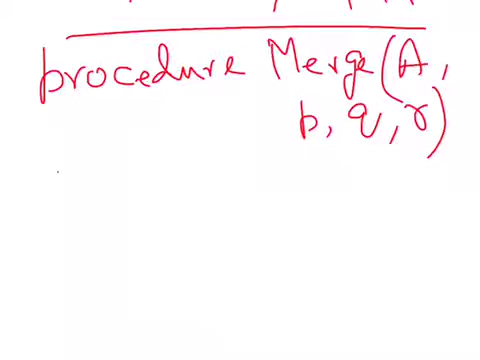 procedure Merge(A,
p, q, r)